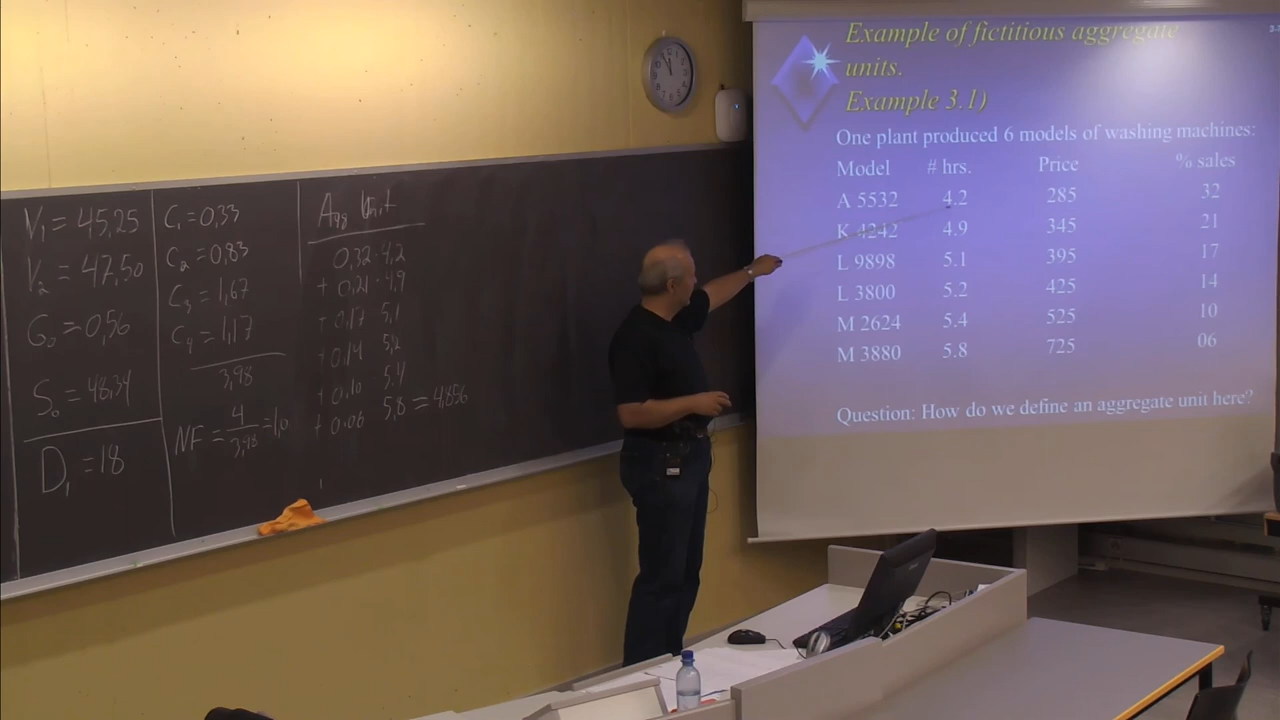 V₁ = 45,25
V₂ = 47,50
G₀ = 0,56
S₀ = 48,34
D₁ = 18
C₁ = 0,33
C₂ = 0,83
C₃ = 1,67
C₄ = 1,17
3,98
NF = 4/3,98 = 1,0
Agg Unit
0,32 · 4,2
+ 0,21 · 4,9
+ 0,17 5,1
+ 0,14 5,2
+ 0,10 5.4
+ 0,06 5,8 = 4,856
Example of fictitious aggregate
units.
Example 3.1)
One plant produced 6 models of washing machines:
Model # hrs. Price % sales
A 5532 4.2 285 32
K 4242 4.9 345 21
L 9898 5.1 395 17
L 3800 5.2 425 14
M 2624 5.4 525 10
M 3880 5.8 725 06
Question: How do we define an aggregate unit here?